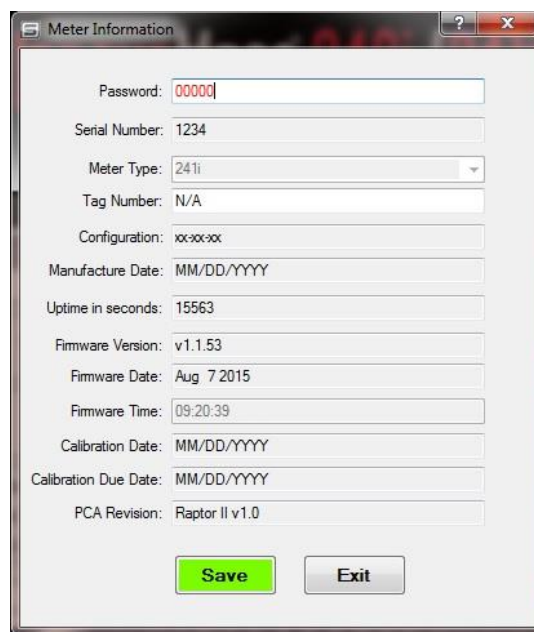 Meter Information
? x
Password: 00000
Serial Number: 1234
Meter Type: 241i
Tag Number: N/A
Configuration: xx-xx-xx
Manufacture Date: MM/DD/YYYY
Uptime in seconds: 15563
Firmware Version: v1.1.53
Firmware Date: Aug 7 2015
Firmware Time: 09:20:39
Calibration Date: MM/DD/YYYY
Calibration Due Date: MM/DD/YYYY
PCA Revision: Raptor II v1.0
Save Exit